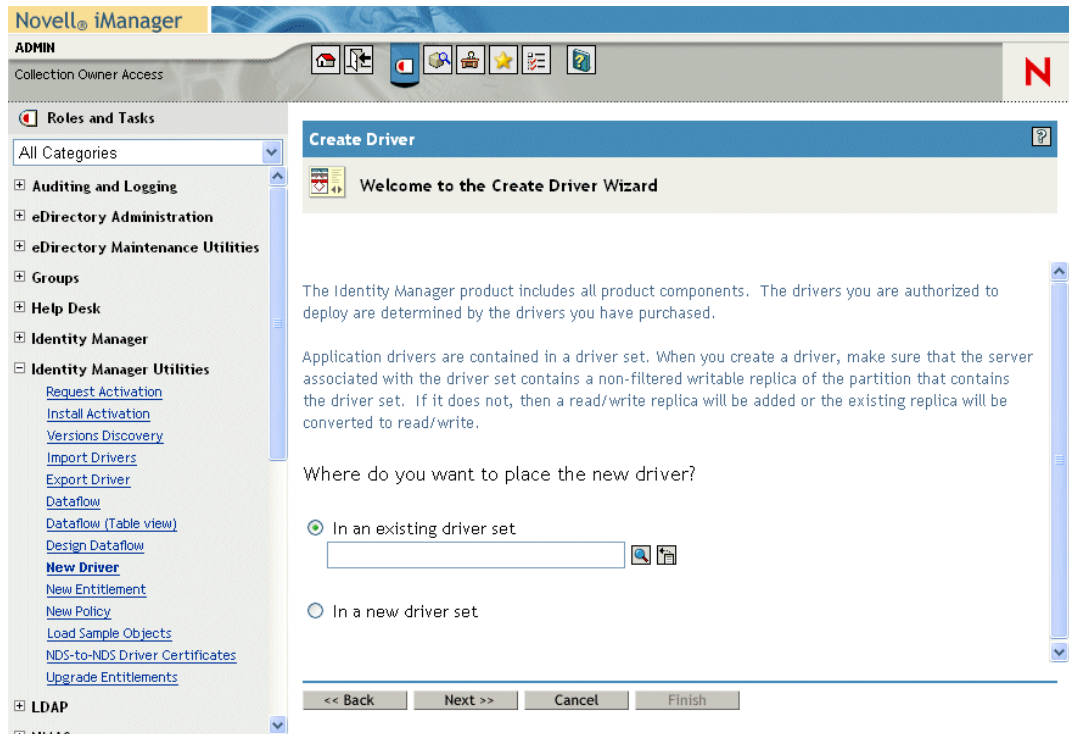 Novell® iManager
ADMIN
Collection Owner Access
N
Roles and Tasks
All Categories
Auditing and Logging
eDirectory Administration
eDirectory Maintenance Utilities
Groups
Help Desk
Identity Manager
Identity Manager Utilities
Request Activation
Install Activation
Versions Discovery
Import Drivers
Export Driver
Dataflow
Dataflow (Table view)
Design Dataflow
New Driver
New Entitlement
New Policy
Load Sample Objects
NDS-to-NDS Driver Certificates
Upgrade Entitlements
LDAP
Create Driver
?
Welcome to the Create Driver Wizard
The Identity Manager product includes all product components. The drivers you are authorized to
deploy are determined by the drivers you have purchased.
Application drivers are contained in a driver set. When you create a driver, make sure that the server
associated with the driver set contains a non-filtered writable replica of the partition that contains
the driver set. If it does not, then a read/write replica will be added or the existing replica will be
converted to read/write.
Where do you want to place the new driver?
In an existing driver set
In a new driver set
<< Back
Next >>
Cancel
Finish